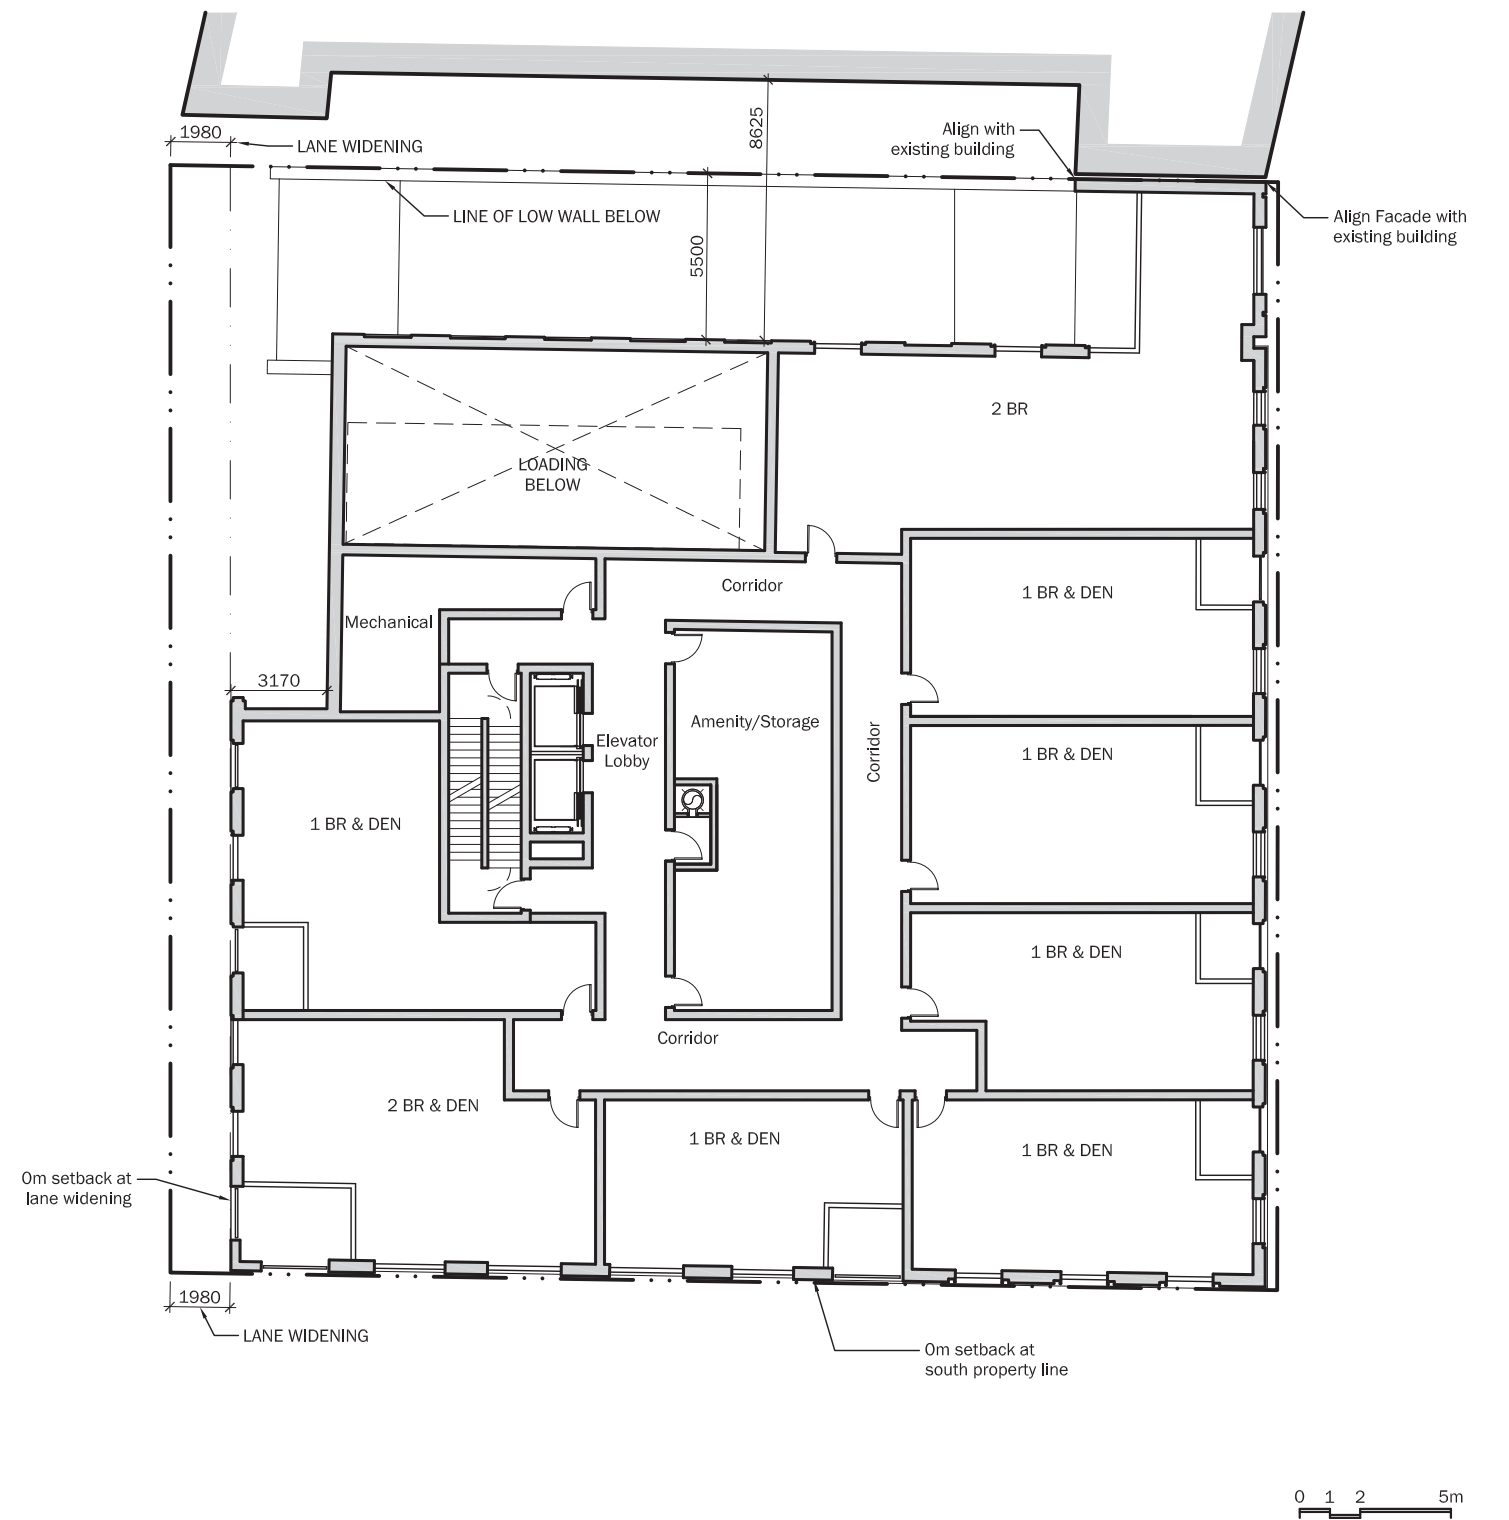 1980
LANE WIDENING
8625
Align with
existing building
LINE OF LOW WALL BELOW
5500
Align Facade with
existing building
2 BR
LOADING
BELOW
Corridor
1 BR & DEN
Mechanical
3170
Elevator
Lobby
Amenity/Storage
Corridor
1 BR & DEN
1 BR & DEN
1 BR & DEN
Corridor
2 BR & DEN
1 BR & DEN
1 BR & DEN
0m setback at
lane widening
1980
LANE WIDENING
0m setback at
south property line
0 1 2 5m